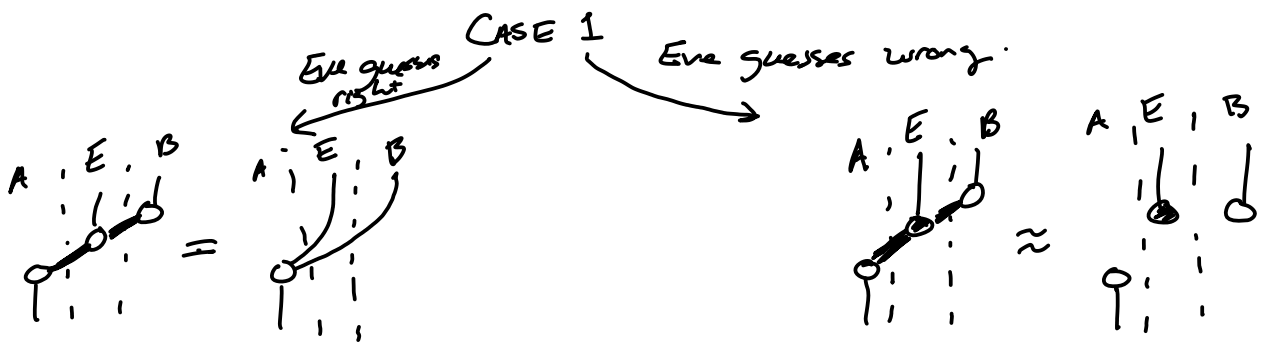 CASE 1
Eve guesses
right
Eve guesses wrong.
A E B
A E B
A E B
A E B
= ≈